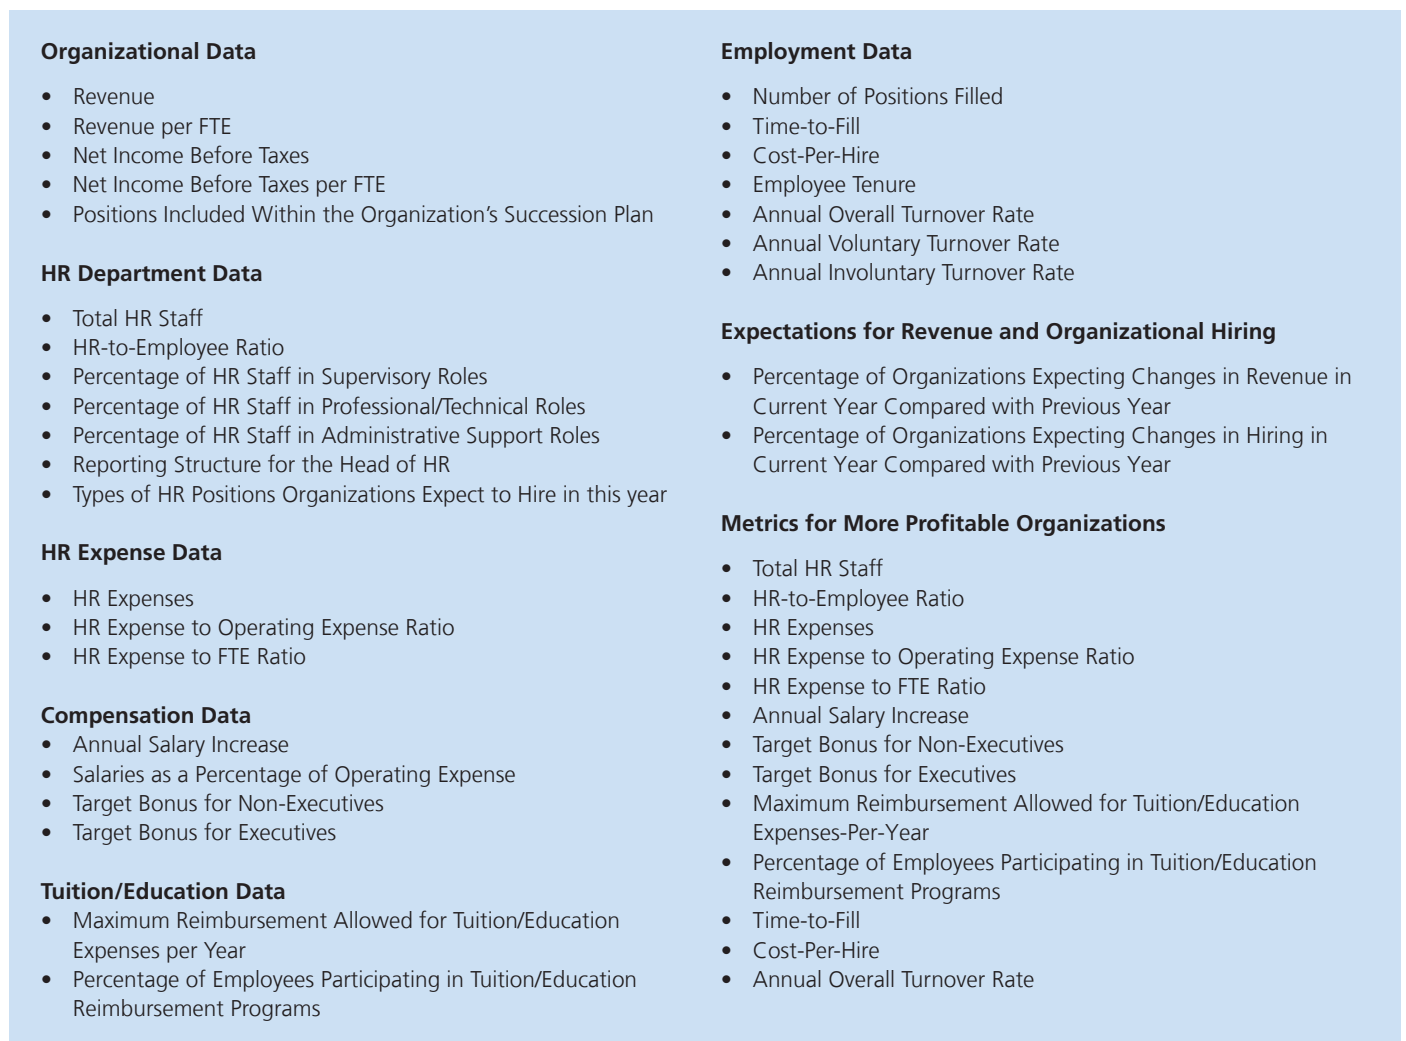 Organizational Data
• Revenue
• Revenue per FTE
• Net Income Before Taxes
• Net Income Before Taxes per FTE
• Positions Included Within the Organization’s Succession Plan
HR Department Data
• Total HR Staff
• HR-to-Employee Ratio
• Percentage of HR Staff in Supervisory Roles
• Percentage of HR Staff in Professional/Technical Roles
• Percentage of HR Staff in Administrative Support Roles
• Reporting Structure for the Head of HR
• Types of HR Positions Organizations Expect to Hire in this year
HR Expense Data
• HR Expenses
• HR Expense to Operating Expense Ratio
• HR Expense to FTE Ratio
Compensation Data
• Annual Salary Increase
• Salaries as a Percentage of Operating Expense
• Target Bonus for Non-Executives
• Target Bonus for Executives
Tuition/Education Data
• Maximum Reimbursement Allowed for Tuition/Education
Expenses per Year
• Percentage of Employees Participating in Tuition/Education
Reimbursement Programs
Employment Data
• Number of Positions Filled
• Time-to-Fill
• Cost-Per-Hire
• Employee Tenure
• Annual Overall Turnover Rate
• Annual Voluntary Turnover Rate
• Annual Involuntary Turnover Rate
Expectations for Revenue and Organizational Hiring
• Percentage of Organizations Expecting Changes in Revenue in
Current Year Compared with Previous Year
• Percentage of Organizations Expecting Changes in Hiring in
Current Year Compared with Previous Year
Metrics for More Profitable Organizations
• Total HR Staff
• HR-to-Employee Ratio
• HR Expenses
• HR Expense to Operating Expense Ratio
• HR Expense to FTE Ratio
• Annual Salary Increase
• Target Bonus for Non-Executives
• Target Bonus for Executives
• Maximum Reimbursement Allowed for Tuition/Education
Expenses-Per-Year
• Percentage of Employees Participating in Tuition/Education
Reimbursement Programs
• Time-to-Fill
• Cost-Per-Hire
• Annual Overall Turnover Rate